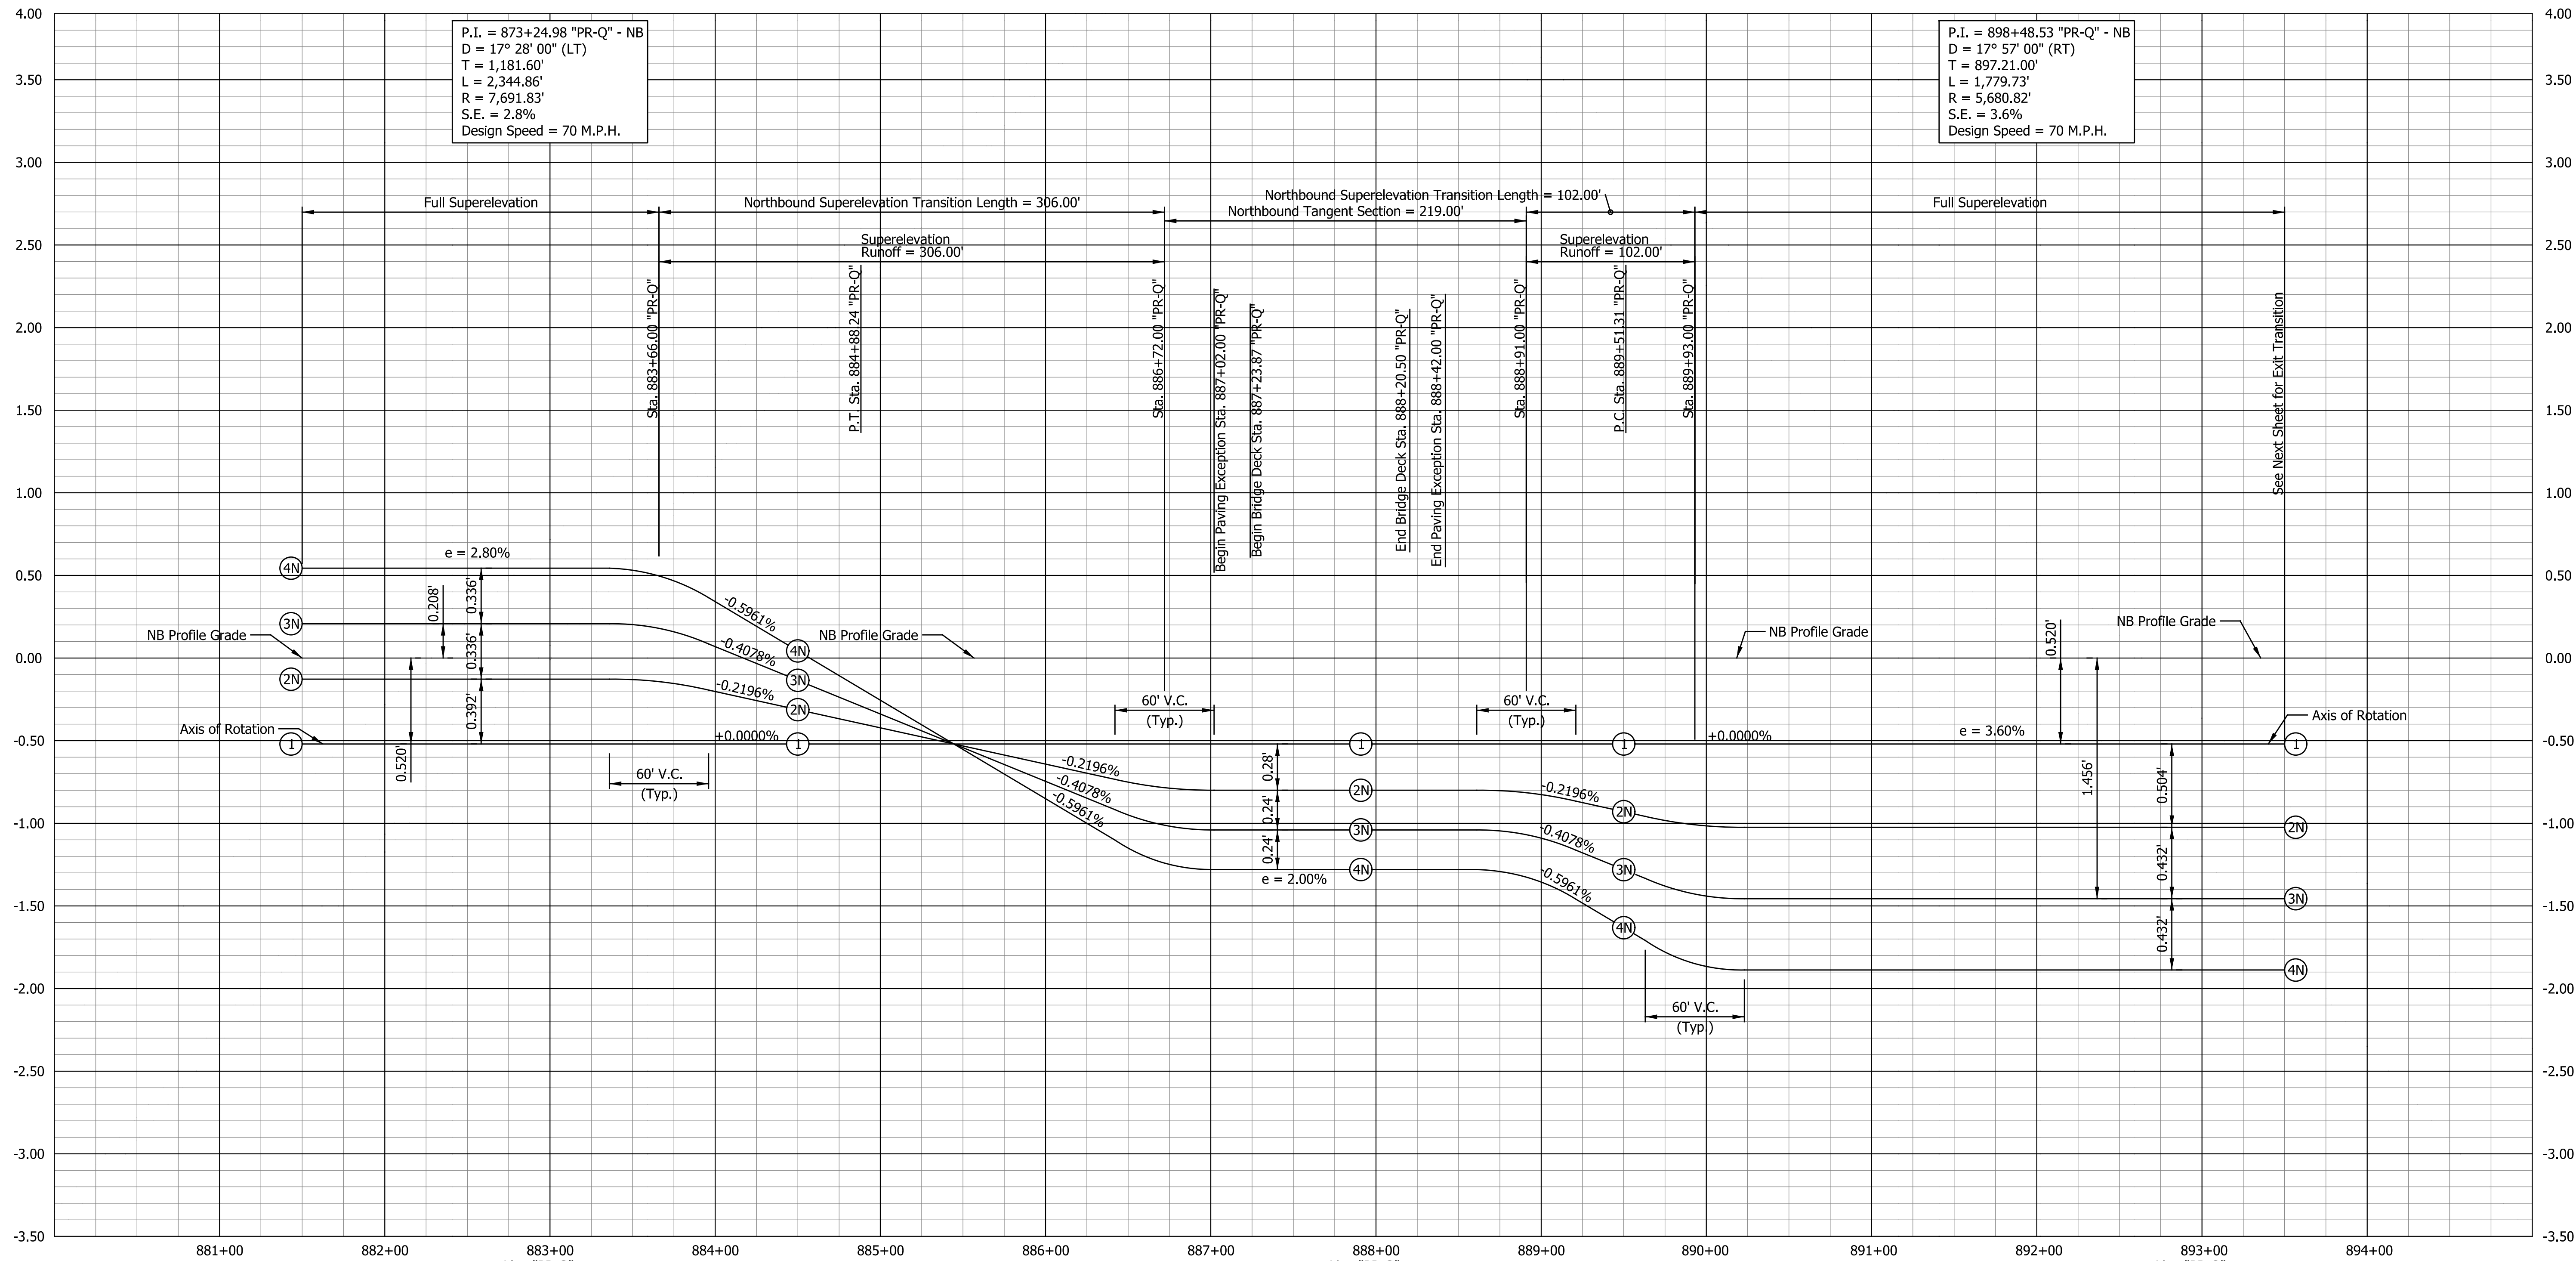 4.00
3.50
3.00
2.50
2.00
1.50
1.00
0.50
0.00
-0.50
-1.00
-1.50
-2.00
-2.50
-3.00
-3.50
P.I. = 873+24.98 "PR-Q" - NB
D = 17° 28' 00" (LT)
T = 1,181.60'
L = 2,344.86'
R = 7,691.83'
S.E. = 2.8%
Design Speed = 70 M.P.H.
P.I. = 898+48.53 "PR-Q" - NB
D = 17° 57' 00" (RT)
T = 897.21.00'
L = 1,779.73'
R = 5,680.82'
S.E. = 3.6%
Design Speed = 70 M.P.H.
4.00
3.50
3.00
2.50
2.00
1.50
1.00
0.50
0.00
-0.50
-1.00
-1.50
-2.00
-2.50
-3.00
-3.50
Full Superelevation
Northbound Superelevation Transition Length = 306.00'
Northbound Superelevation Transition Length = 102.00'
Northbound Tangent Section = 219.00'
Full Superelevation
Superelevation
Runoff = 306.00'
Superelevation
Runoff = 102.00'
Sta. 883+66.00 "PR-Q"
P.T. Sta. 884+88.24 "PR-Q"
Sta. 886+72.00 "PR-Q"
Begin Paving Exception Sta. 887+02.00 "PR-Q"
Begin Bridge Deck Sta. 887+23.87 "PR-Q"
End Bridge Deck Sta. 888+20.50 "PR-Q"
End Paving Exception Sta. 888+42.00 "PR-Q"
Sta. 888+91.00 "PR-Q"
P.C. Sta. 889+51.31 "PR-Q"
Sta. 889+93.00 "PR-Q"
See Next Sheet for Exit Transition
e = 2.80%
4N
3N
2N
1
NB Profile Grade
Axis of Rotation
0.208'
0.336'
0.336'
0.392'
0.520'
60' V.C.
(Typ.)
-0.5961%
-0.4078%
-0.2196%
+0.0000%
4N
3N
2N
1
NB Profile Grade
-0.2196%
-0.4078%
-0.5961%
60' V.C.
(Typ.)
0.28'
0.24'
0.24'
e = 2.00%
1
2N
3N
4N
60' V.C.
(Typ.)
-0.2196%
-0.4078%
-0.5961%
1
2N
3N
4N
+0.0000%
60' V.C.
(Typ.)
NB Profile Grade
e = 3.60%
0.520'
1.456'
0.504'
0.432'
0.432'
NB Profile Grade
Axis of Rotation
1
2N
3N
4N
881+00
882+00
883+00
884+00
885+00
886+00
887+00
888+00
889+00
890+00
891+00
892+00
893+00
894+00